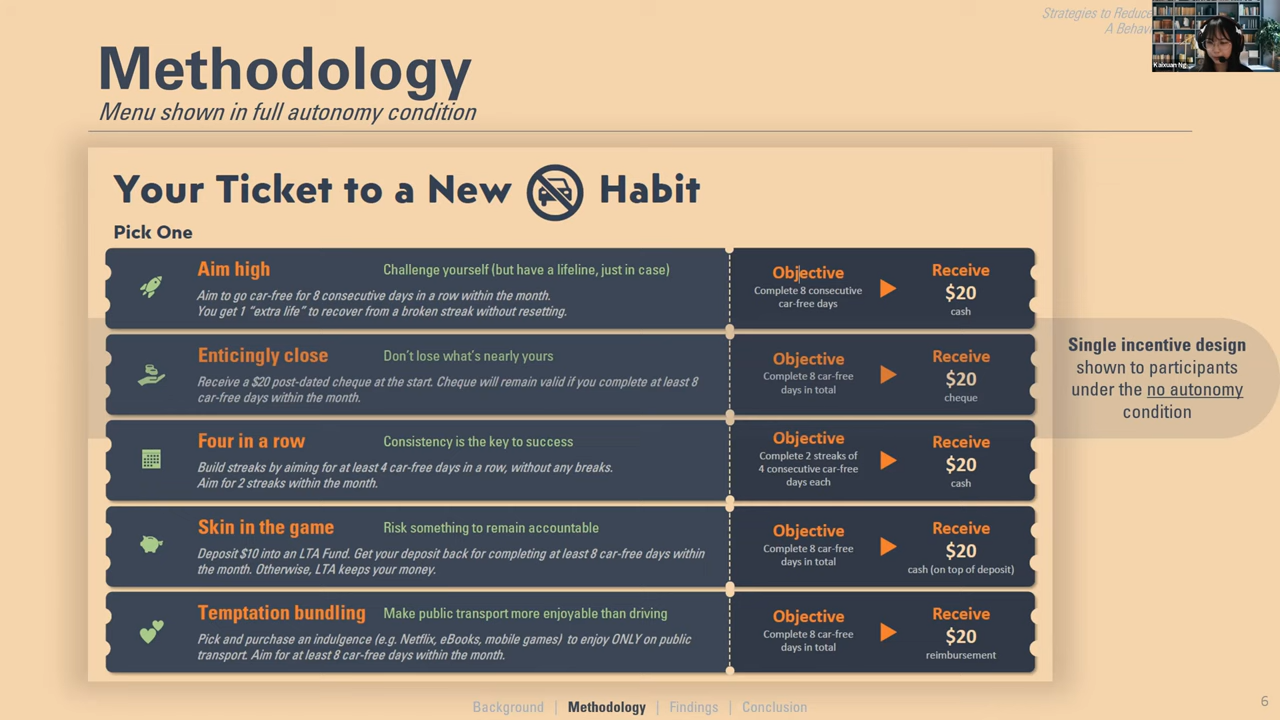 Strategies to Reduce
A Behavi
Kaixuan Ng
Methodology
Menu shown in full autonomy condition
Your Ticket to a New Habit
Pick One
Aim high
Challenge yourself (but have a lifeline, just in case)
Aim to go car-free for 8 consecutive days in a row within the month.
You get 1 "extra life" to recover from a broken streak without resetting.
Objective
Complete 8 consecutive
car-free days
Receive
$20
cash
Enticingly close
Don't lose what's nearly yours
Receive a $20 post-dated cheque at the start. Cheque will remain valid if you complete at least 8
car-free days within the month.
Objective
Complete 8 car-free
days in total
Receive
$20
cheque
Single incentive design
shown to participants
under the no autonomy
condition
Four in a row
Consistency is the key to success
Build streaks by aiming for at least 4 car-free days in a row, without any breaks.
Aim for 2 streaks within the month.
Objective
Complete 2 streaks of
4 consecutive car-free
days each
Receive
$20
cash
Skin in the game
Risk something to remain accountable
Deposit $10 into an LTA Fund. Get your deposit back for completing at least 8 car-free days within
the month. Otherwise, LTA keeps your money.
Objective
Complete 8 car-free
days in total
Receive
$20
cash (on top of deposit)
Temptation bundling
Make public transport more enjoyable than driving
Pick and purchase an indulgence (e.g. Netflix, eBooks, mobile games) to enjoy ONLY on public
transport. Aim for at least 8 car-free days within the month.
Objective
Complete 8 car-free
days in total
Receive
$20
reimbursement
Background | Methodology | Findings | Conclusion
6